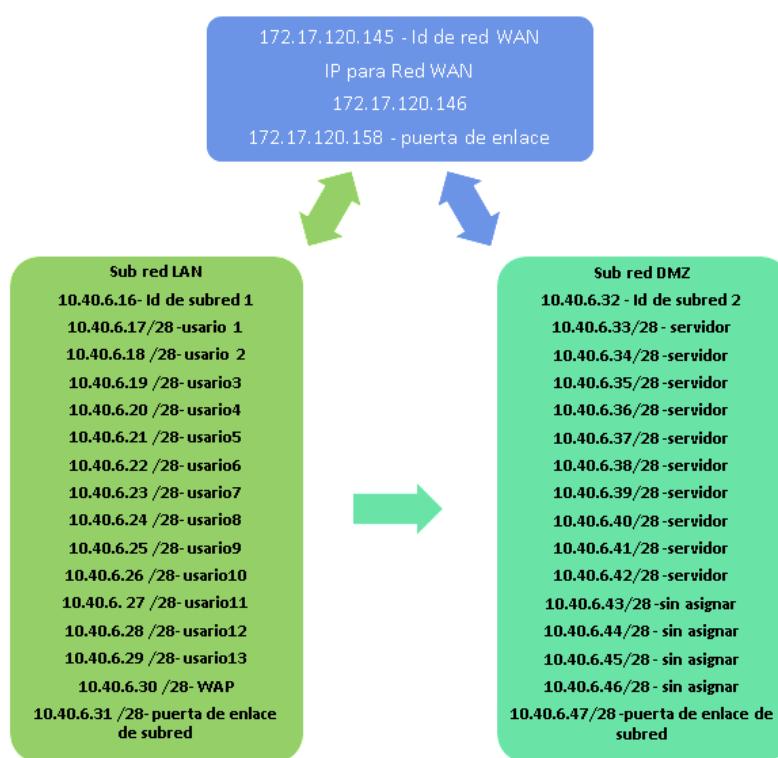 172.17.120.145 - Id de red WAN
IP para Red WAN
172.17.120.146
172.17.120.158 - puerta de enlace
Sub red LAN
10.40.6.16- Id de subred 1
10.40.6.17/28 -usario 1
10.40.6.18 /28- usario 2
10.40.6.19 /28- usario3
10.40.6.20 /28- usario4
10.40.6.21 /28- usario5
10.40.6.22 /28- usario6
10.40.6.23 /28- usario7
10.40.6.24 /28- usario8
10.40.6.25 /28- usario9
10.40.6.26 /28- usario10
10.40.6. 27 /28- usario11
10.40.6.28 /28- usario12
10.40.6.29 /28- usario13
10.40.6.30 /28- WAP
10.40.6.31 /28- puerta de enlace
de subred
Sub red DMZ
10.40.6.32 - Id de subred 2
10.40.6.33/28 - servidor
10.40.6.34/28 -servidor
10.40.6.35/28 -servidor
10.40.6.36/28 -servidor
10.40.6.37/28 -servidor
10.40.6.38/28 -servidor
10.40.6.39/28 -servidor
10.40.6.40/28 -servidor
10.40.6.41/28 -servidor
10.40.6.42/28 -servidor
10.40.6.43/28 -sin asignar
10.40.6.44/28 - sin asignar
10.40.6.45/28 - sin asignar
10.40.6.46/28 - sin asignar
10.40.6.47/28 -puerta de enlace de
subred